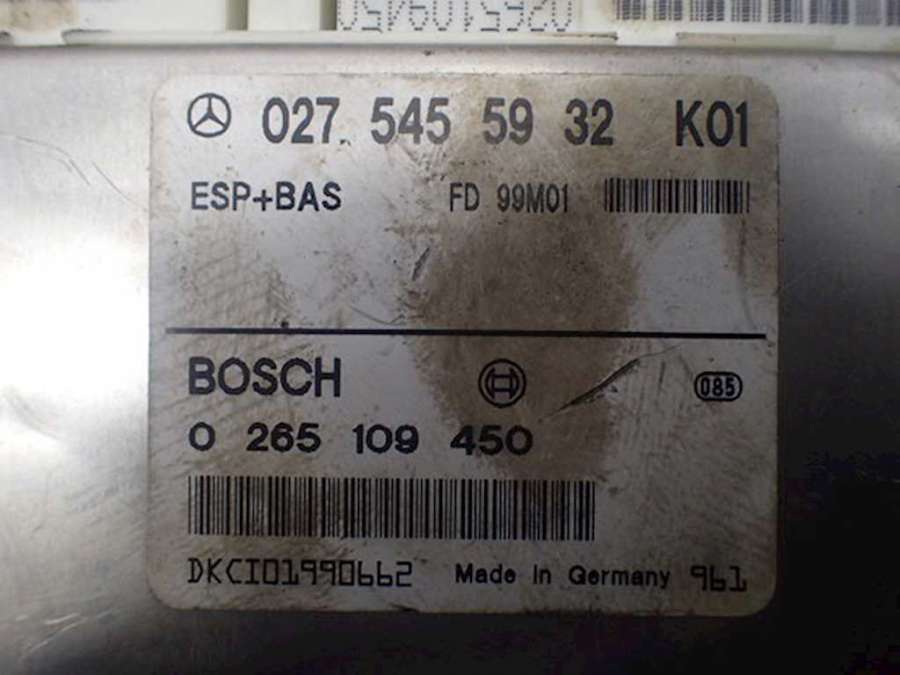 0265109450
027 545 59 32 K01
ESP+BAS FD 99M01
BOSCH 085
0 265 109 450
DKCI01990662 Made in Germany 961